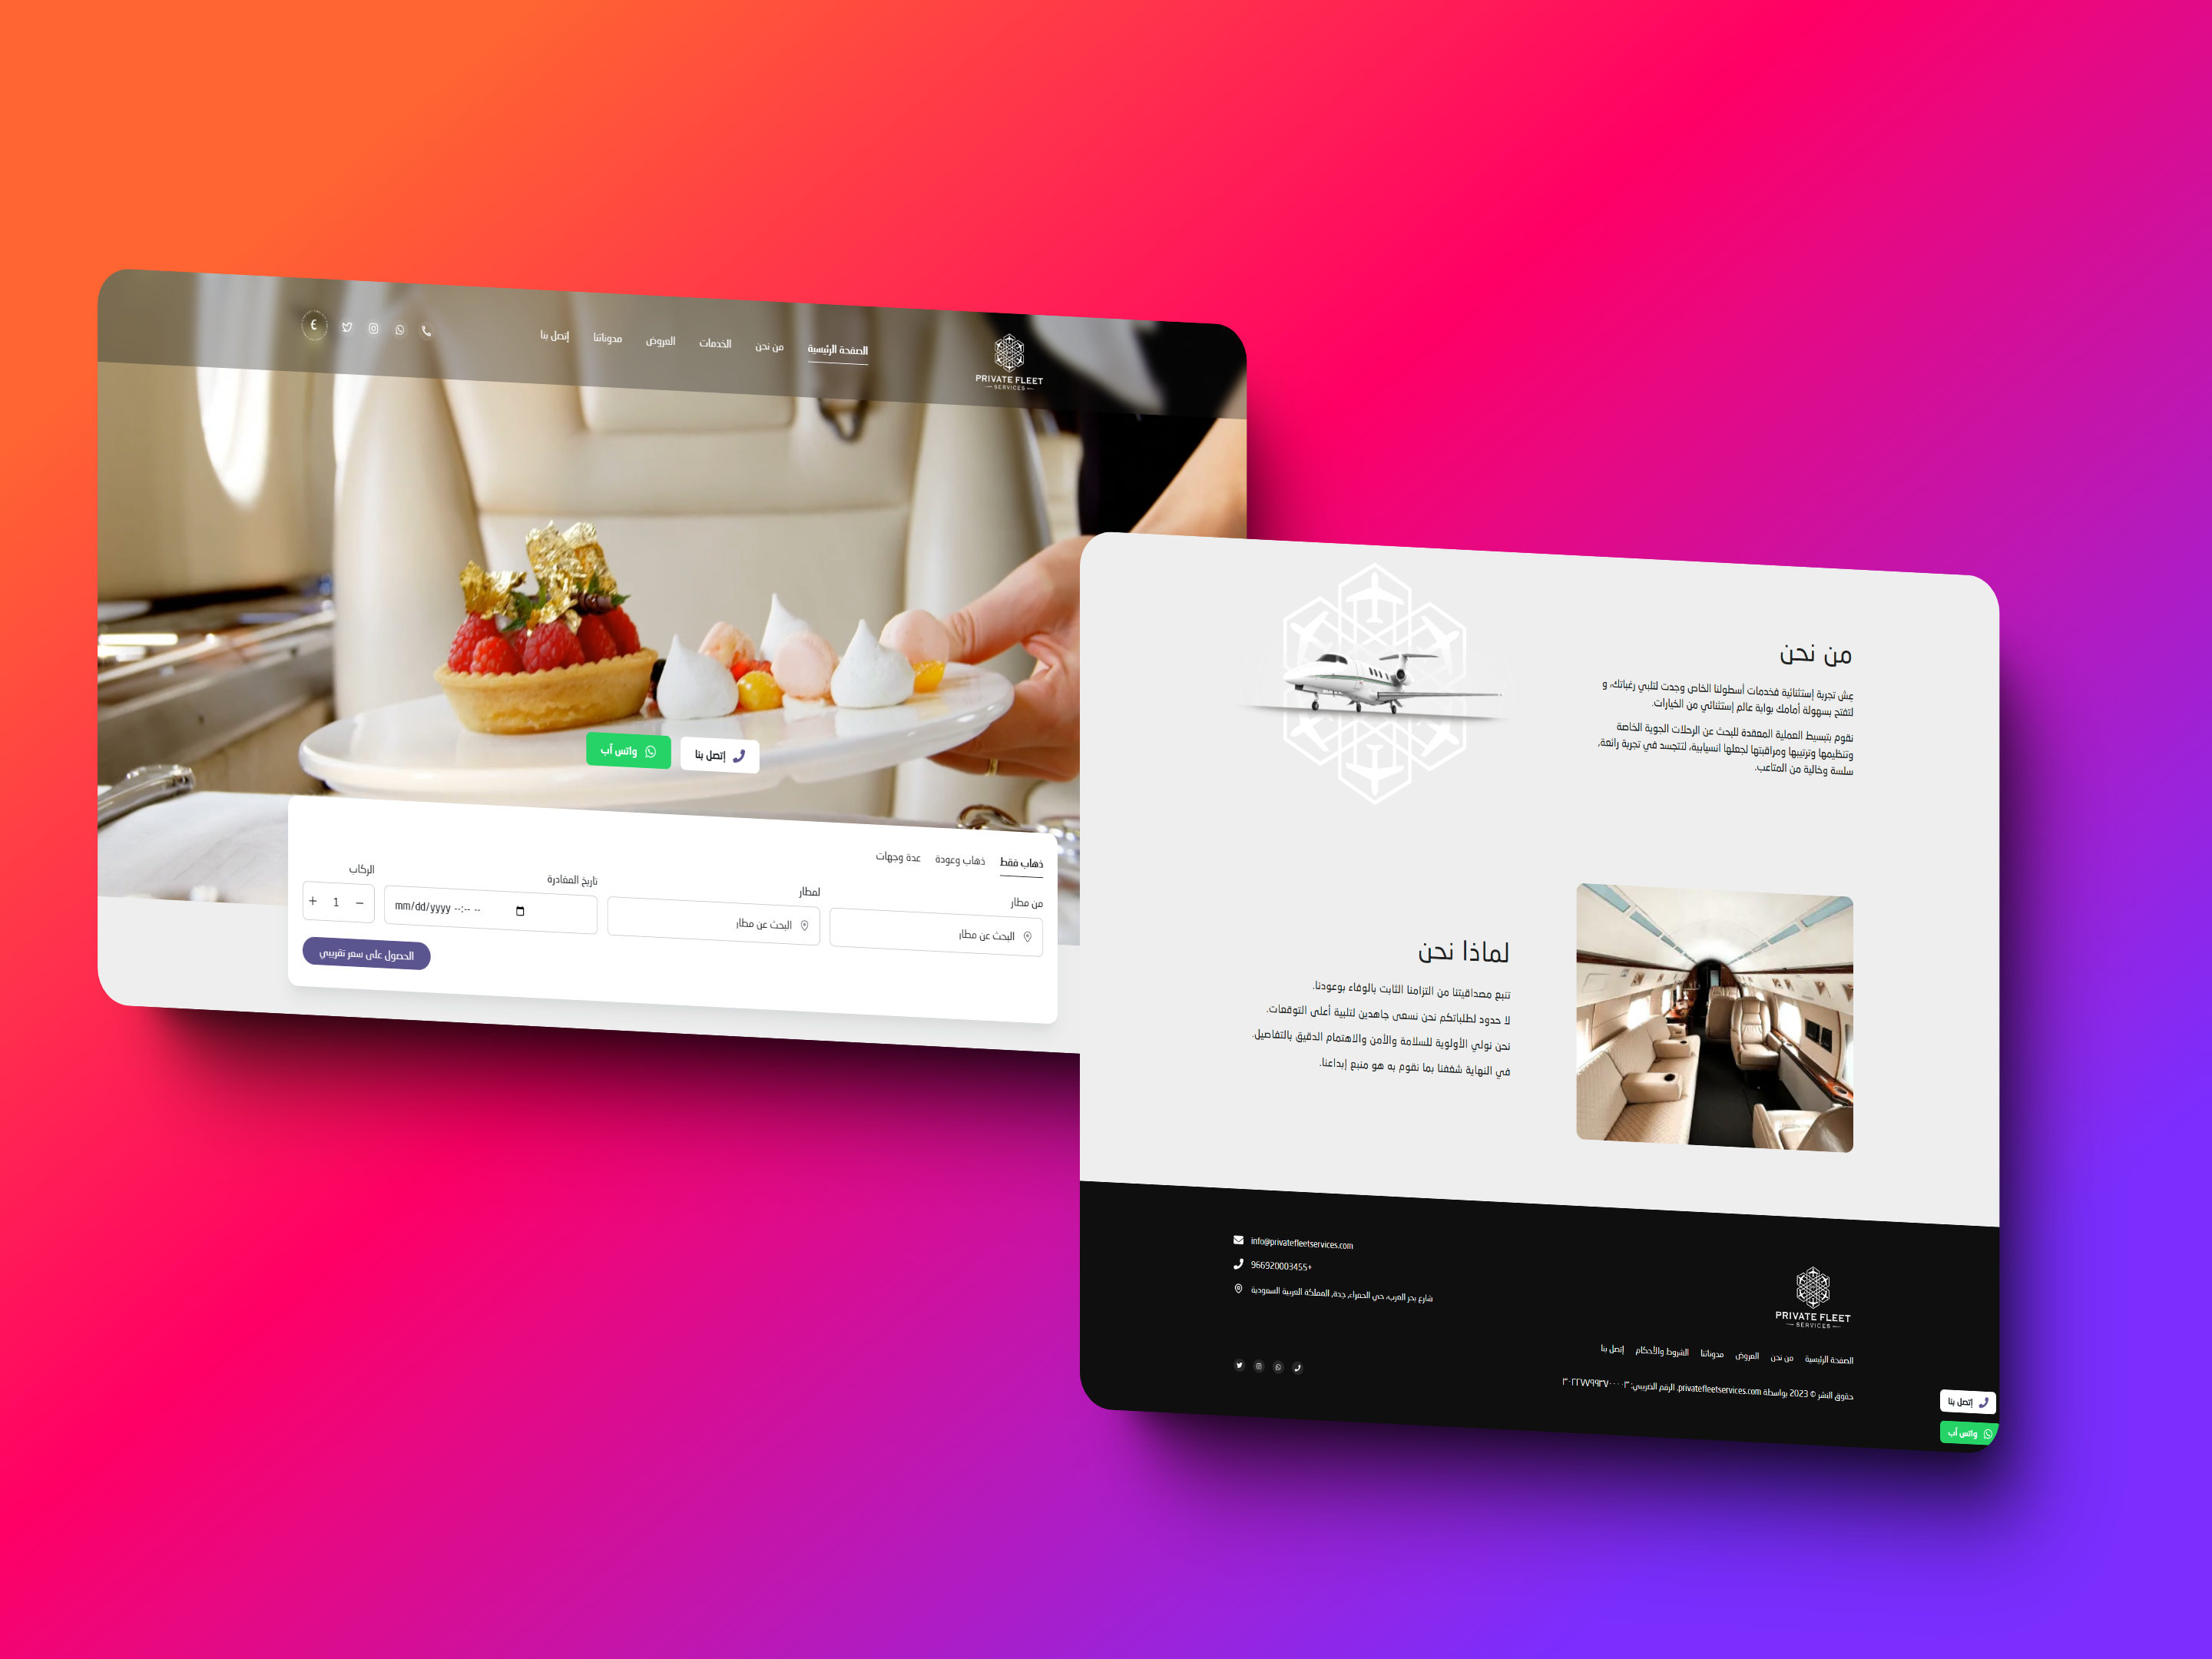 PRIVATE FLEET
SERVICES
الصفحة الرئيسية
من نحن
الخدمات
العروض
مدوناتنا
إتصل بنا
ع
إتصل بنا
واتس آب
ذهاب فقط
ذهاب وعودة
عدة وجهات
من مطار
البحث عن مطار
لمطار
البحث عن مطار
تاريخ المغادرة
mm/dd/yyyy --:-- --
الركاب
1
الحصول على سعر تقريبي
من نحن
عِش تجربة إستثنائية فخدمات أسطولنا الخاص وجدت لتلبي رغباتك، و
لتفتح بسهولة أمامك بوابة عالم إستثنائي من الخيارات.
نقوم بتبسيط العملية المعقدة للبحث عن الرحلات الجوية الخاصة
وتنظيمها وترتيبها ومراقبتها لجعلها انسيابية، لتتجسد في تجربة رائعة،
سلسة وخالية من المتاعب.
لماذا نحن
تنبع مصداقيتنا من التزامنا الثابت بالوفاء بوعودنا.
لا حدود لطلباتكم نحن نسعى جاهدين لتلبية أعلى التوقعات.
نحن نولي الأولوية للسلامة والأمن والاهتمام الدقيق بالتفاصيل.
في النهاية شغفنا بما نقوم به هو منبع إبداعنا.
PRIVATE FLEET
SERVICES
info@privatefleetservices.com
966920003455+
شارع بحر العرب، حي الحمراء, جدة, المملكة العربية السعودية
الصفحة الرئيسية
من نحن
العروض
مدوناتنا
الشروط والأحكام
إتصل بنا
حقوق النشر © 2023 بواسطة privatefleetservices.com. الرقم الضريبي:
إتصل بنا
واتس آب